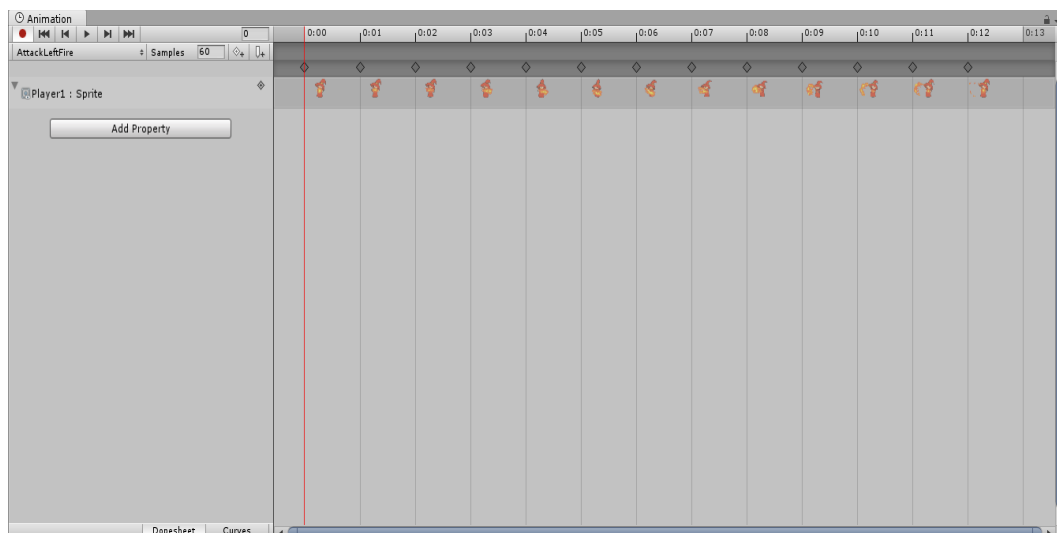 Animation
0
0:00 0:01 0:02 0:03 0:04 0:05 0:06 0:07 0:08 0:09 0:10 0:11 0:12 0:13
AttackLeftFire Samples 60
Player1 : Sprite
Add Property
Dopesheet Curves